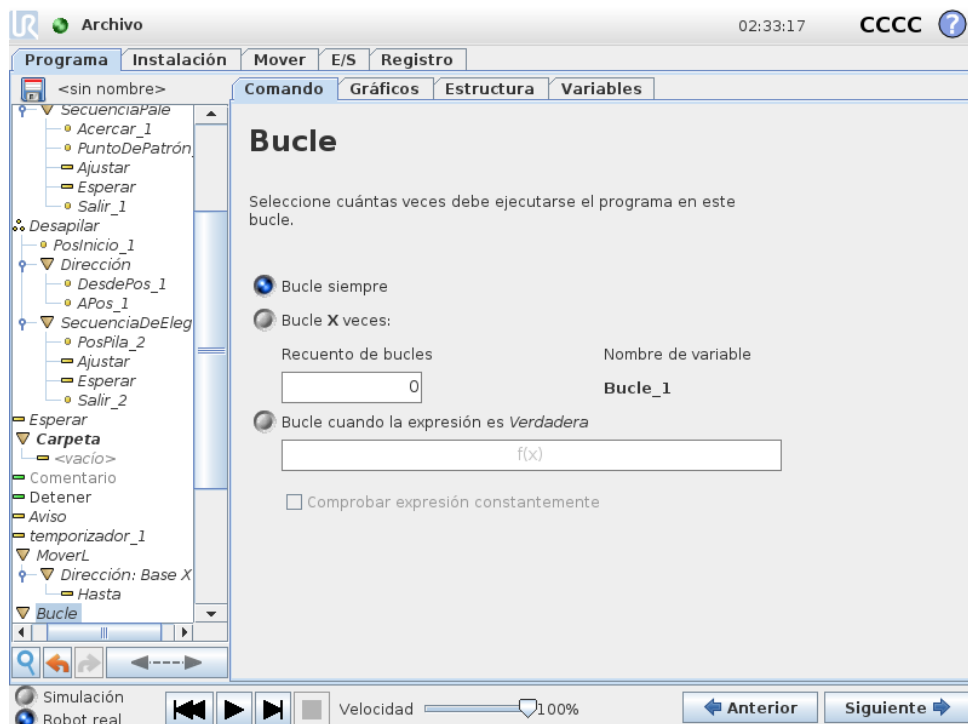 UR Archivo 02:33:17 CCCC ?
Programa Instalación Mover E/S Registro
<sin nombre>
Comando Gráficos Estructura Variables
SecuenciaPale
Acercar_1
PuntoDePatrón
Ajustar
Esperar
Salir_1
Desapilar
PosInicio_1
Dirección
DesdePos_1
APos_1
SecuenciaDeEleg
PosPila_2
Ajustar
Esperar
Salir_2
Esperar
Carpeta
<vacío>
Comentario
Detener
Aviso
temporizador_1
MoverL
Dirección: Base X
Hasta
Bucle
Bucle
Seleccione cuántas veces debe ejecutarse el programa en este
bucle.
Bucle siempre
Bucle X veces:
Recuento de bucles Nombre de variable
0 Bucle_1
Bucle cuando la expresión es Verdadera
f(x)
Comprobar expresión constantemente
Simulación
Robot real
Velocidad 100%
Anterior Siguiente